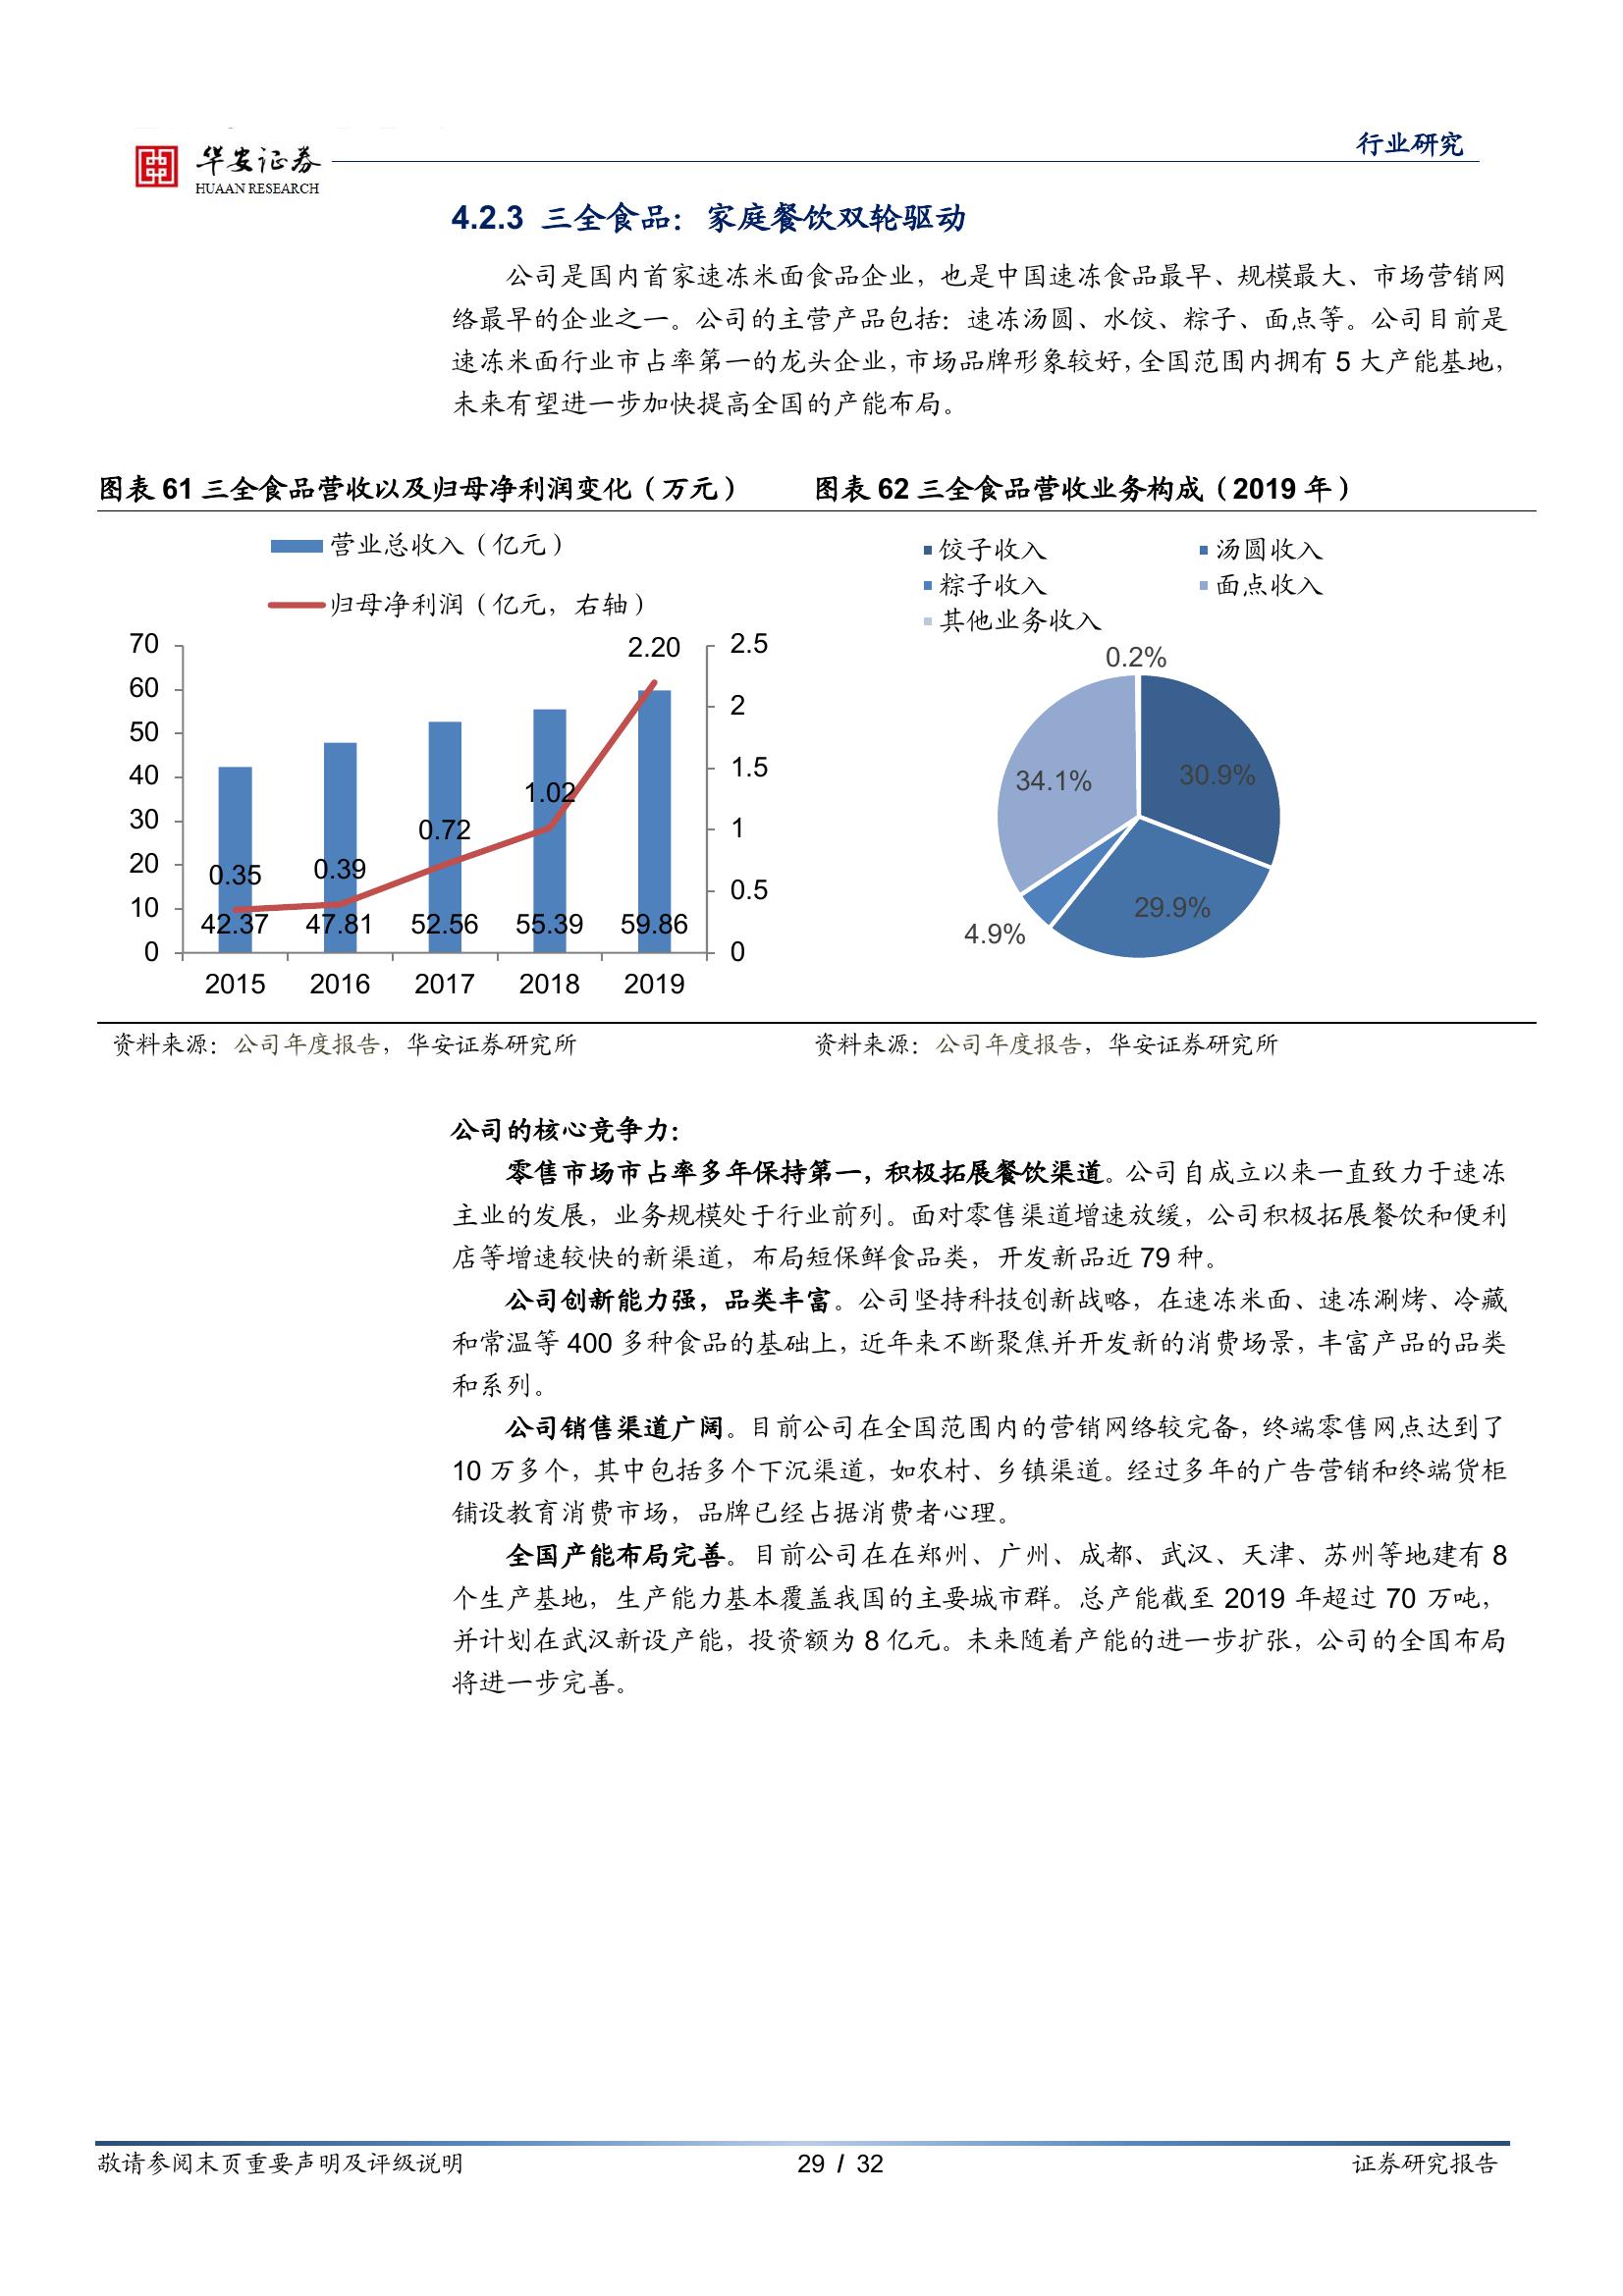 华安证券
HUAAN RESEARCH
行业研究
4.2.3 三全食品：家庭餐饮双轮驱动
公司是国内首家速冻米面食品企业，也是中国速冻食品最早、规模最大、市场营销网
络最早的企业之一。公司的主营产品包括：速冻汤圆、水饺、粽子、面点等。公司目前是
速冻米面行业市占率第一的龙头企业，市场品牌形象较好，全国范围内拥有 5 大产能基地，
未来有望进一步加快提高全国的产能布局。
图表 61 三全食品营收以及归母净利润变化（万元）
营业总收入（亿元）
归母净利润（亿元，右轴）
70
60
50
40
30
20
10
0
2.5
2
1.5
1
0.5
0
0.35
0.39
0.72
1.02
2.20
42.37
47.81
52.56
55.39
59.86
2015
2016
2017
2018
2019
资料来源：公司年度报告，华安证券研究所
图表 62 三全食品营收业务构成（2019 年）
饺子收入
汤圆收入
粽子收入
面点收入
其他业务收入
0.2%
30.9%
34.1%
29.9%
4.9%
资料来源：公司年度报告，华安证券研究所
公司的核心竞争力：
零售市场市占率多年保持第一，积极拓展餐饮渠道。公司自成立以来一直致力于速冻
主业的发展，业务规模处于行业前列。面对零售渠道增速放缓，公司积极拓展餐饮和便利
店等增速较快的新渠道，布局短保鲜食品类，开发新品近 79 种。
公司创新能力强，品类丰富。公司坚持科技创新战略，在速冻米面、速冻涮烤、冷藏
和常温等 400 多种食品的基础上，近年来不断聚焦并开发新的消费场景，丰富产品的品类
和系列。
公司销售渠道广阔。目前公司在全国范围内的营销网络较完备，终端零售网点达到了
10 万多个，其中包括多个下沉渠道，如农村、乡镇渠道。经过多年的广告营销和终端货柜
铺设教育消费市场，品牌已经占据消费者心理。
全国产能布局完善。目前公司在在郑州、广州、成都、武汉、天津、苏州等地建有 8
个生产基地，生产能力基本覆盖我国的主要城市群。总产能截至 2019 年超过 70 万吨，
并计划在武汉新设产能，投资额为 8 亿元。未来随着产能的进一步扩张，公司的全国布局
将进一步完善。
敬请参阅末页重要声明及评级说明
29 / 32
证券研究报告